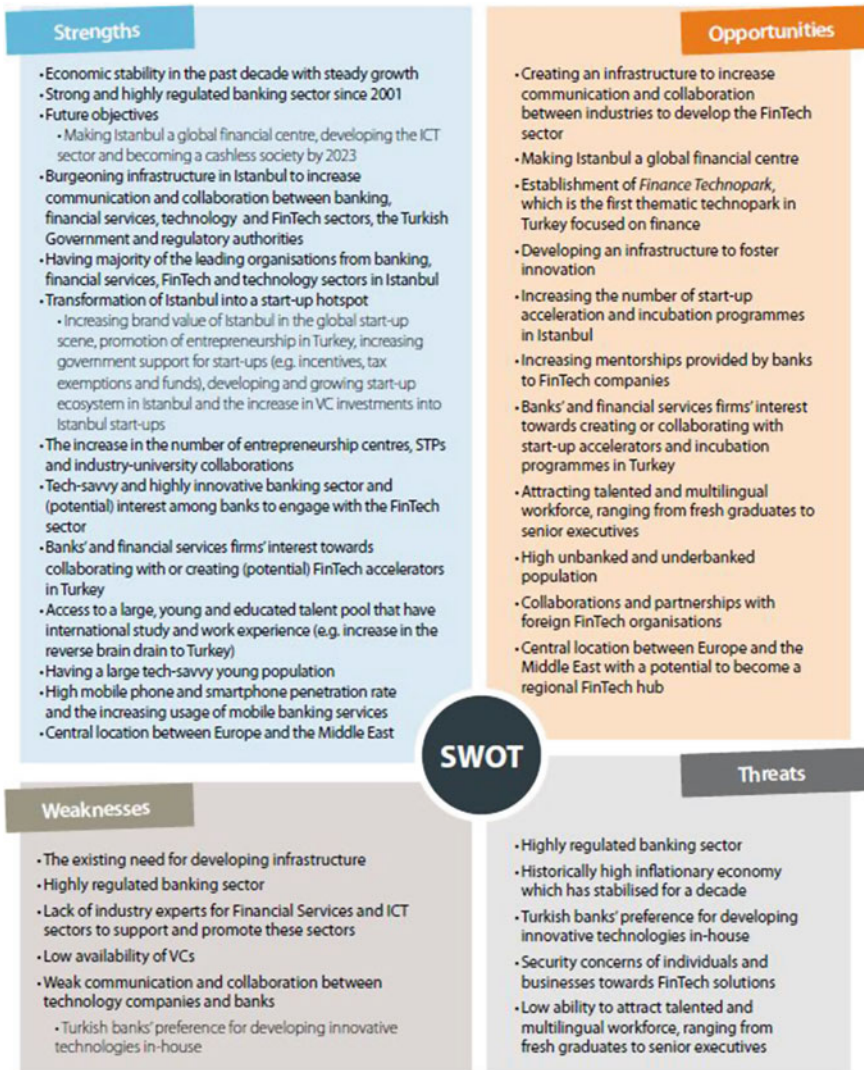 Strengths
• Economic stability in the past decade with steady growth
• Strong and highly regulated banking sector since 2001
• Future objectives
• Making Istanbul a global financial centre, developing the ICT
sector and becoming a cashless society by 2023
• Burgeoning infrastructure in Istanbul to increase
communication and collaboration between banking,
financial services, technology and FinTech sectors, the Turkish
Government and regulatory authorities
• Having majority of the leading organisations from banking,
financial services, FinTech and technology sectors in Istanbul
• Transformation of Istanbul into a start-up hotspot
• Increasing brand value of Istanbul in the global start-up
scene, promotion of entrepreneurship in Turkey, increasing
government support for start-ups (e.g. incentives, tax
exemptions and funds), developing and growing start-up
ecosystem in Istanbul and the increase in VC investments into
Istanbul start-ups
• The increase in the number of entrepreneurship centres, STPs
and industry-university collaborations
• Tech-savvy and highly innovative banking sector and
(potential) interest among banks to engage with the FinTech
sector
• Banks' and financial services firms' interest towards
collaborating with or creating (potential) FinTech accelerators
in Turkey
• Access to a large, young and educated talent pool that have
international study and work experience (e.g. increase in the
reverse brain drain to Turkey)
• Having a large tech-savvy young population
• High mobile phone and smartphone penetration rate
and the increasing usage of mobile banking services
• Central location between Europe and the Middle East
Opportunities
• Creating an infrastructure to increase
communication and collaboration
between industries to develop the FinTech
sector
• Making Istanbul a global financial centre
• Establishment of Finance Technopark,
which is the first thematic technopark in
Turkey focused on finance
• Developing an infrastructure to foster
innovation
• Increasing the number of start-up
acceleration and incubation programmes
in Istanbul
• Increasing mentorships provided by banks
to FinTech companies
• Banks' and financial services firms' interest
towards creating or collaborating with
start-up accelerators and incubation
programmes in Turkey
• Attracting talented and multilingual
workforce, ranging from fresh graduates to
senior executives
• High unbanked and underbanked
population
• Collaborations and partnerships with
foreign FinTech organisations
• Central location between Europe and the
Middle East with a potential to become a
regional FinTech hub
SWOT
Weaknesses
• The existing need for developing infrastructure
• Highly regulated banking sector
• Lack of industry experts for Financial Services and ICT
sectors to support and promote these sectors
• Low availability of VCs
• Weak communication and collaboration between
technology companies and banks
• Turkish banks' preference for developing innovative
technologies in-house
Threats
• Highly regulated banking sector
• Historically high inflationary economy
which has stabilised for a decade
• Turkish banks' preference for developing
innovative technologies in-house
• Security concerns of individuals and
businesses towards FinTech solutions
• Low ability to attract talented and
multilingual workforce, ranging from
fresh graduates to senior executives